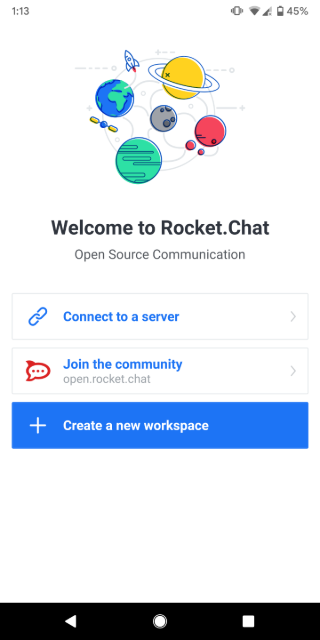 1:13
45%
Welcome to Rocket.Chat
Open Source Communication
Connect to a server
Join the community
open.rocket.chat
Create a new workspace